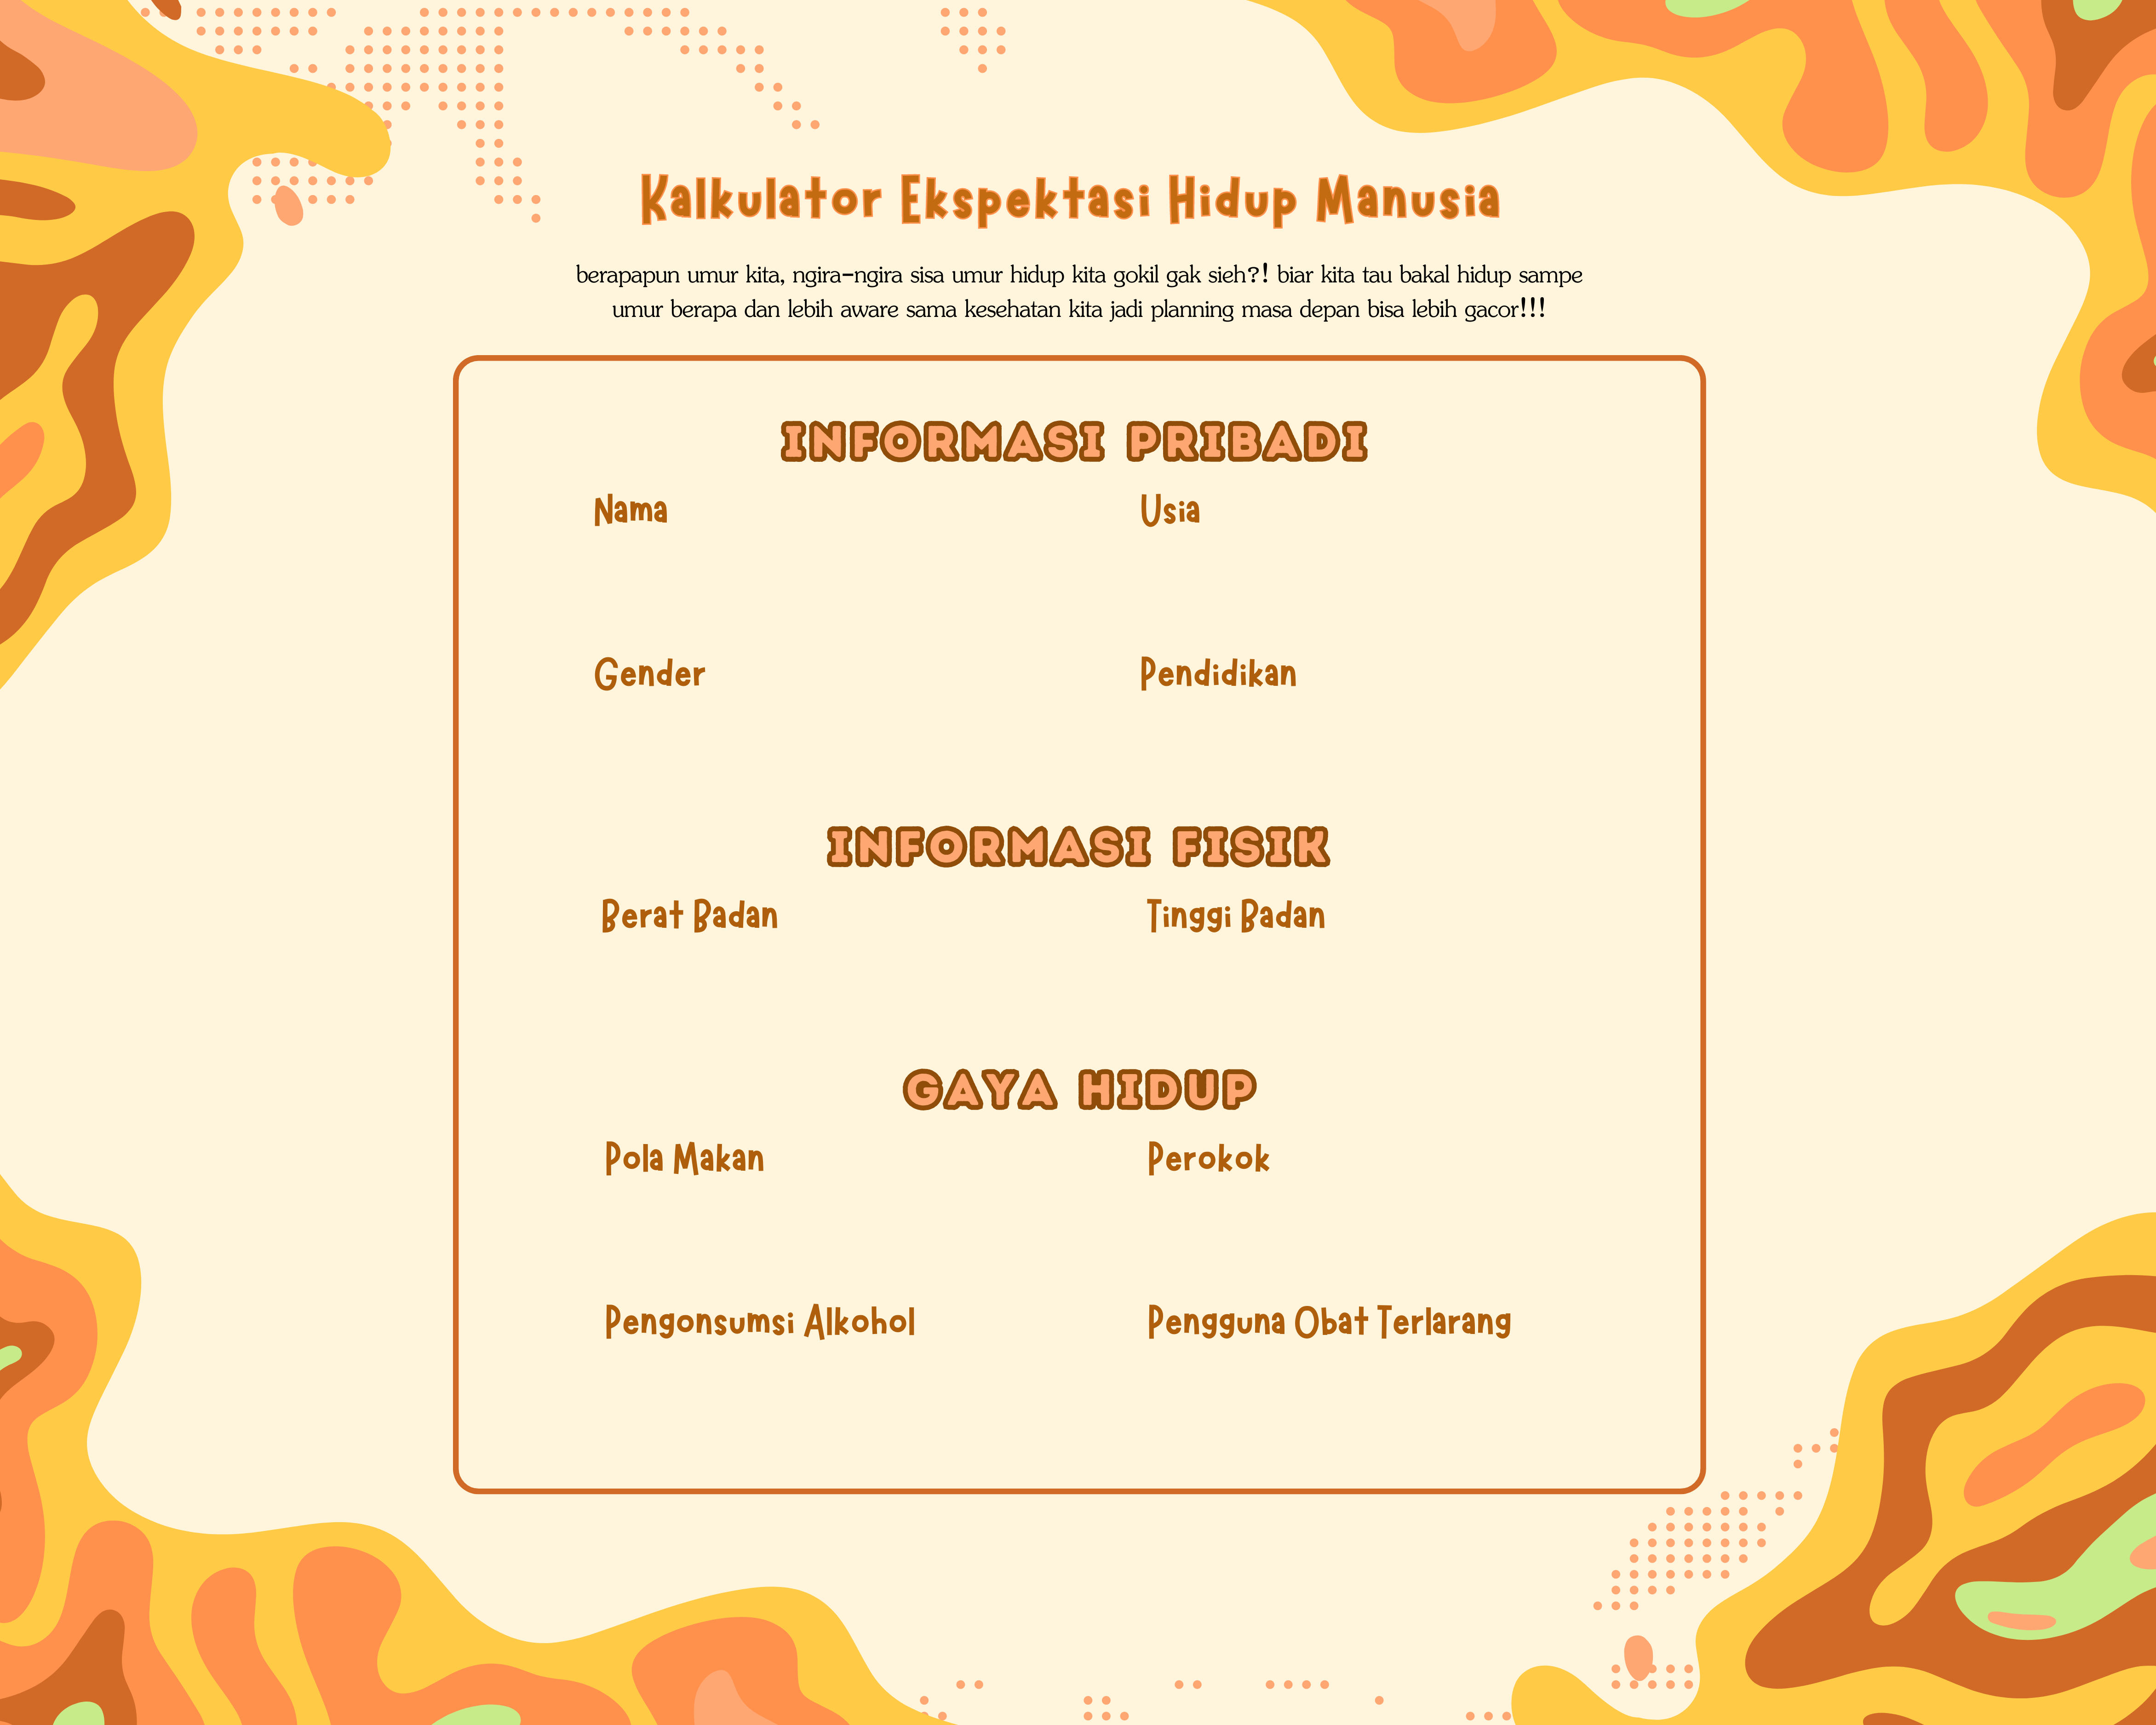 Kalkulator Ekspektasi Hidup Manusia
berapapun umur kita, ngira-ngira sisa umur hidup kita gokil gak sieh?! biar kita tau bakal hidup sampe
umur berapa dan lebih aware sama kesehatan kita jadi planning masa depan bisa lebih gacor!!!
INFORMASI PRIBADI
Nama Usia
Gender Pendidikan
INFORMASI FISIK
Berat Badan Tinggi Badan
GAYA HIDUP
Pola Makan Perokok
Pengonsumsi Alkohol Pengguna Obat Terlarang